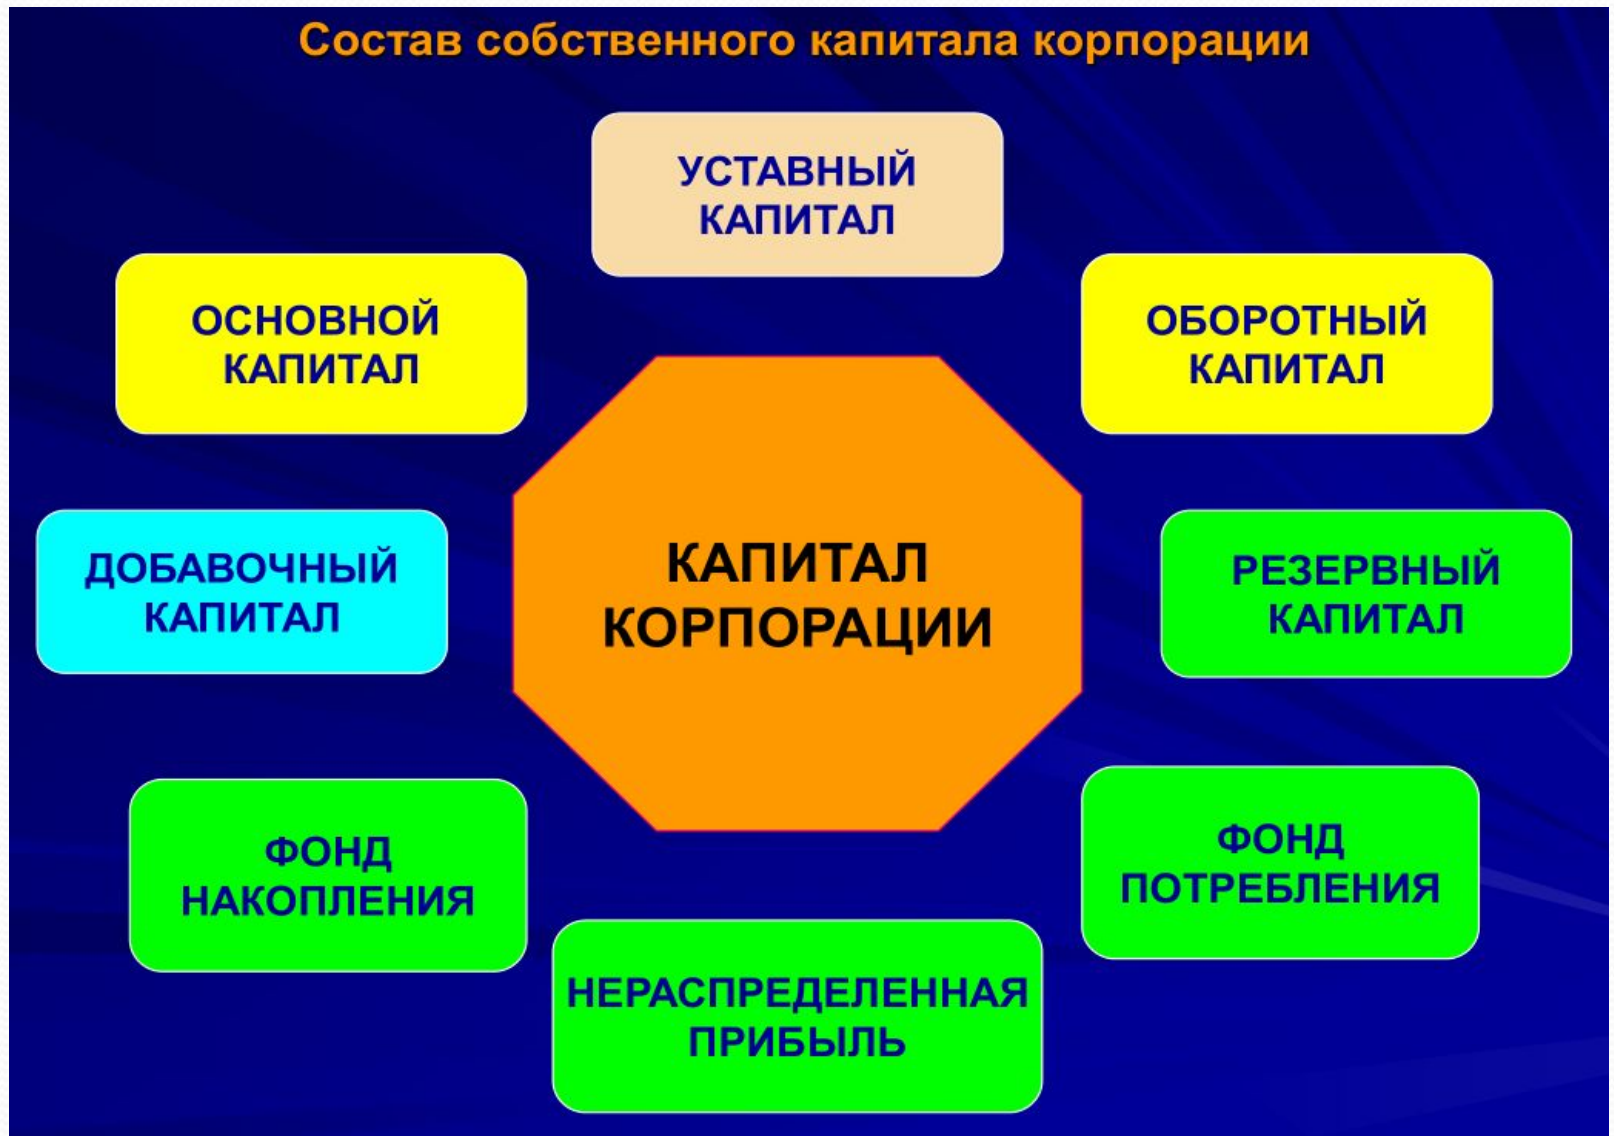 Состав собственного капитала корпорации
УСТАВНЫЙ
КАПИТАЛ
ОСНОВНОЙ
КАПИТАЛ
ОБОРОТНЫЙ
КАПИТАЛ
ДОБАВОЧНЫЙ
КАПИТАЛ
КАПИТАЛ
КОРПОРАЦИИ
РЕЗЕРВНЫЙ
КАПИТАЛ
ФОНД
НАКОПЛЕНИЯ
ФОНД
ПОТРЕБЛЕНИЯ
НЕРАСПРЕДЕЛЕННАЯ
ПРИБЫЛЬ